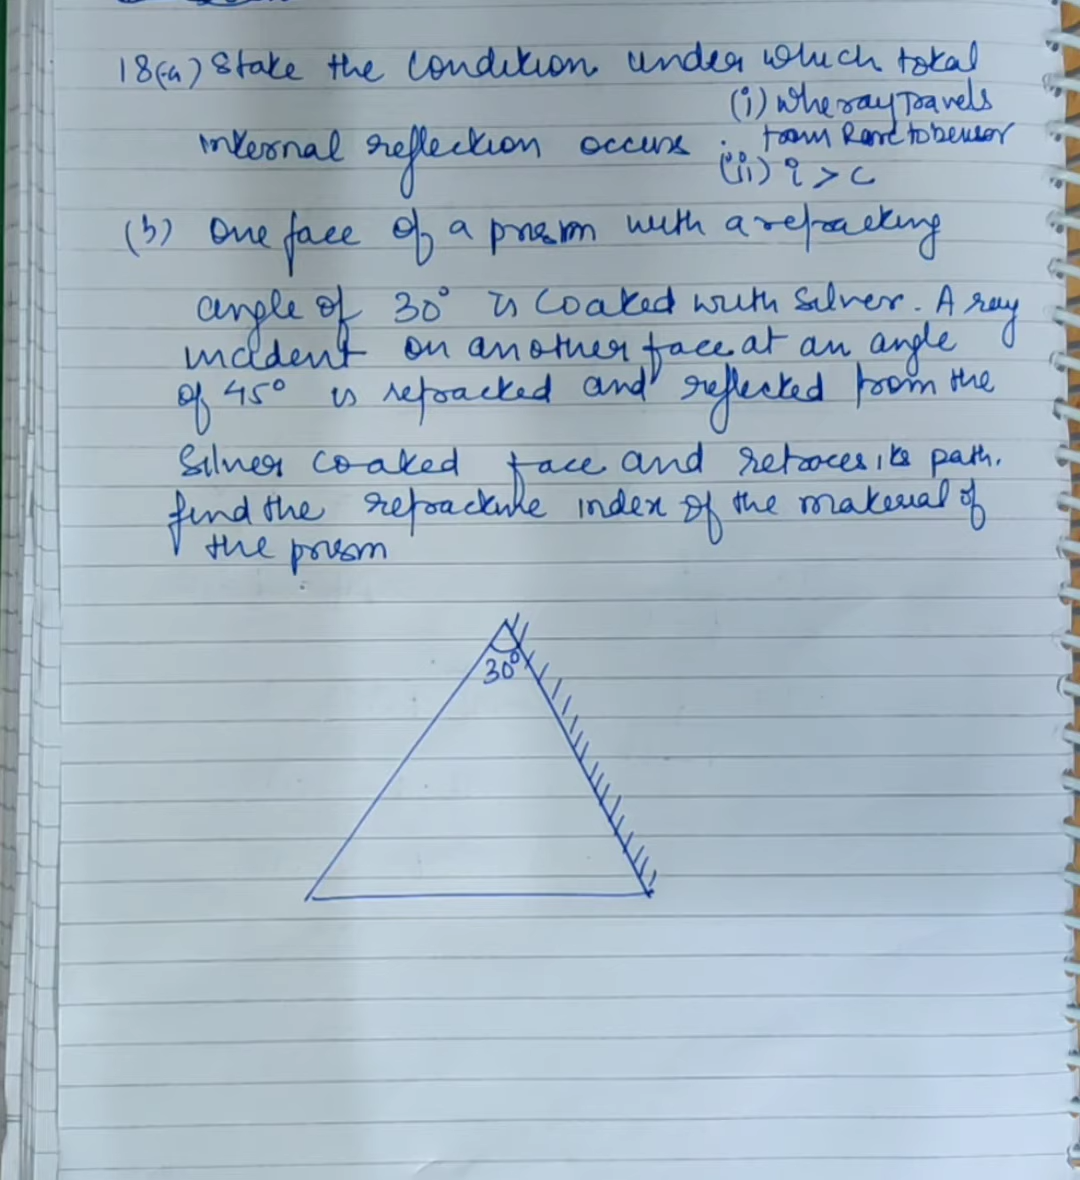 18(a) State the condition under which total
(i) Whe ray Travels
internal reflection occurs . from Rare to denser
(ii) i > c
(b) One face of a prism with a refracting
angle of 30° is Coated with Silver. A ray
incident on another face at an angle
of 45° is refracted and reflected from the
Silver coated face and retraces its path.
find the refractive index of the material of
the prism
30°